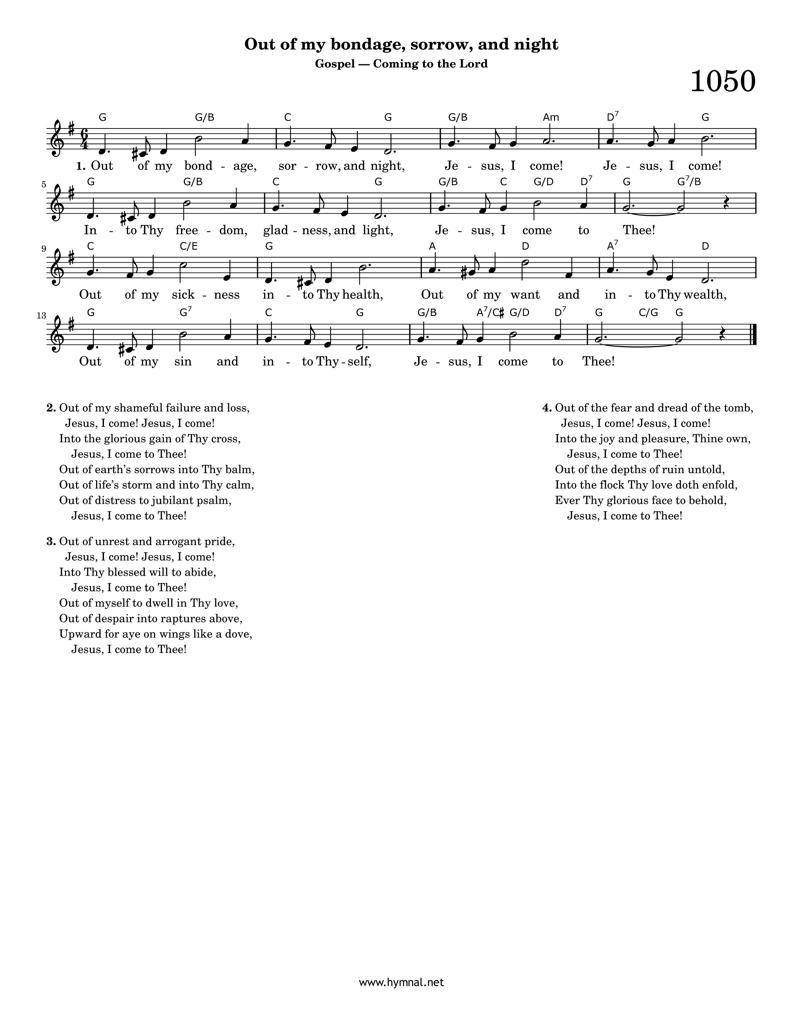 Out of my bondage, sorrow, and night
Gospel — Coming to the Lord
1050
G G/B C G G/B Am D7 G
1. Out of my bond - age, sor - row, and night, Je - sus, I come! Je - sus, I come!
5 G G/B C G G/B C G/D D7 G G7/B
In - to Thy free - dom, glad - ness, and light, Je - sus, I come to Thee!
9 C C/E G A D A7 D
Out of my sick - ness in - to Thy health, Out of my want and in - to Thy wealth,
13 G G7 C G G/B A7/C♯ G/D D7 G C/G G
Out of my sin and in - to Thy - self, Je - sus, I come to Thee!
2. Out of my shameful failure and loss,
Jesus, I come! Jesus, I come!
Into the glorious gain of Thy cross,
Jesus, I come to Thee!
Out of earth's sorrows into Thy balm,
Out of life's storm and into Thy calm,
Out of distress to jubilant psalm,
Jesus, I come to Thee!
3. Out of unrest and arrogant pride,
Jesus, I come! Jesus, I come!
Into Thy blessed will to abide,
Jesus, I come to Thee!
Out of myself to dwell in Thy love,
Out of despair into raptures above,
Upward for aye on wings like a dove,
Jesus, I come to Thee!
4. Out of the fear and dread of the tomb,
Jesus, I come! Jesus, I come!
Into the joy and pleasure, Thine own,
Jesus, I come to Thee!
Out of the depths of ruin untold,
Into the flock Thy love doth enfold,
Ever Thy glorious face to behold,
Jesus, I come to Thee!
www.hymnal.net